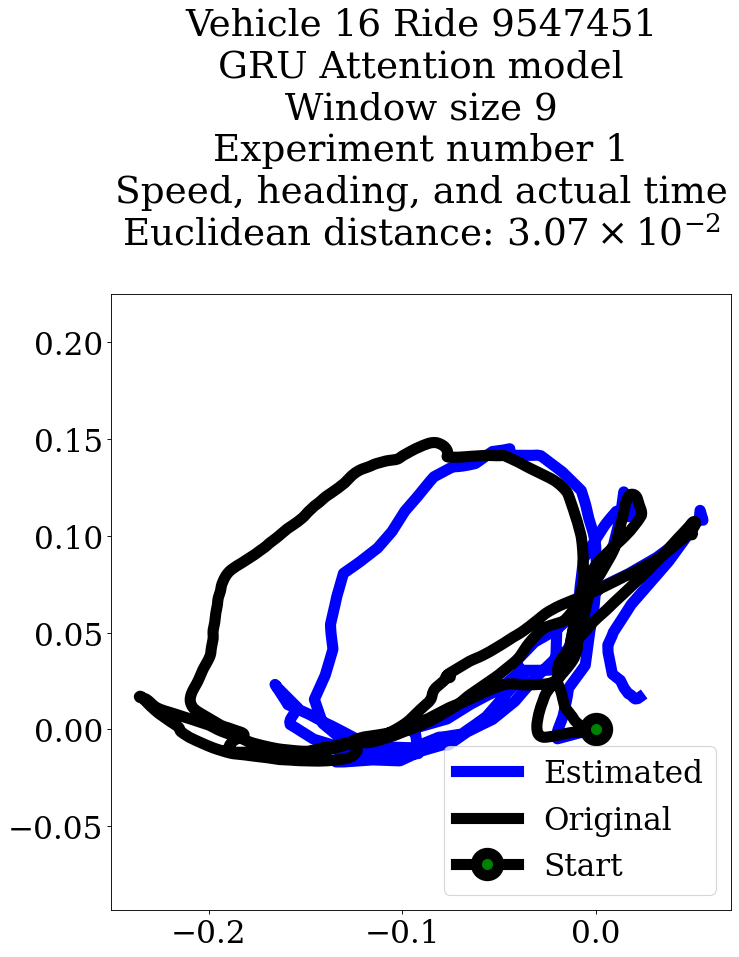 Vehicle 16 Ride 9547451
GRU Attention model
Window size 9
Experiment number 1
Speed, heading, and actual time
Euclidean distance: 3.07 × 10⁻²
0.20
0.15
0.10
0.05
0.00
−0.05
Estimated
Original
Start
−0.2
−0.1
0.0